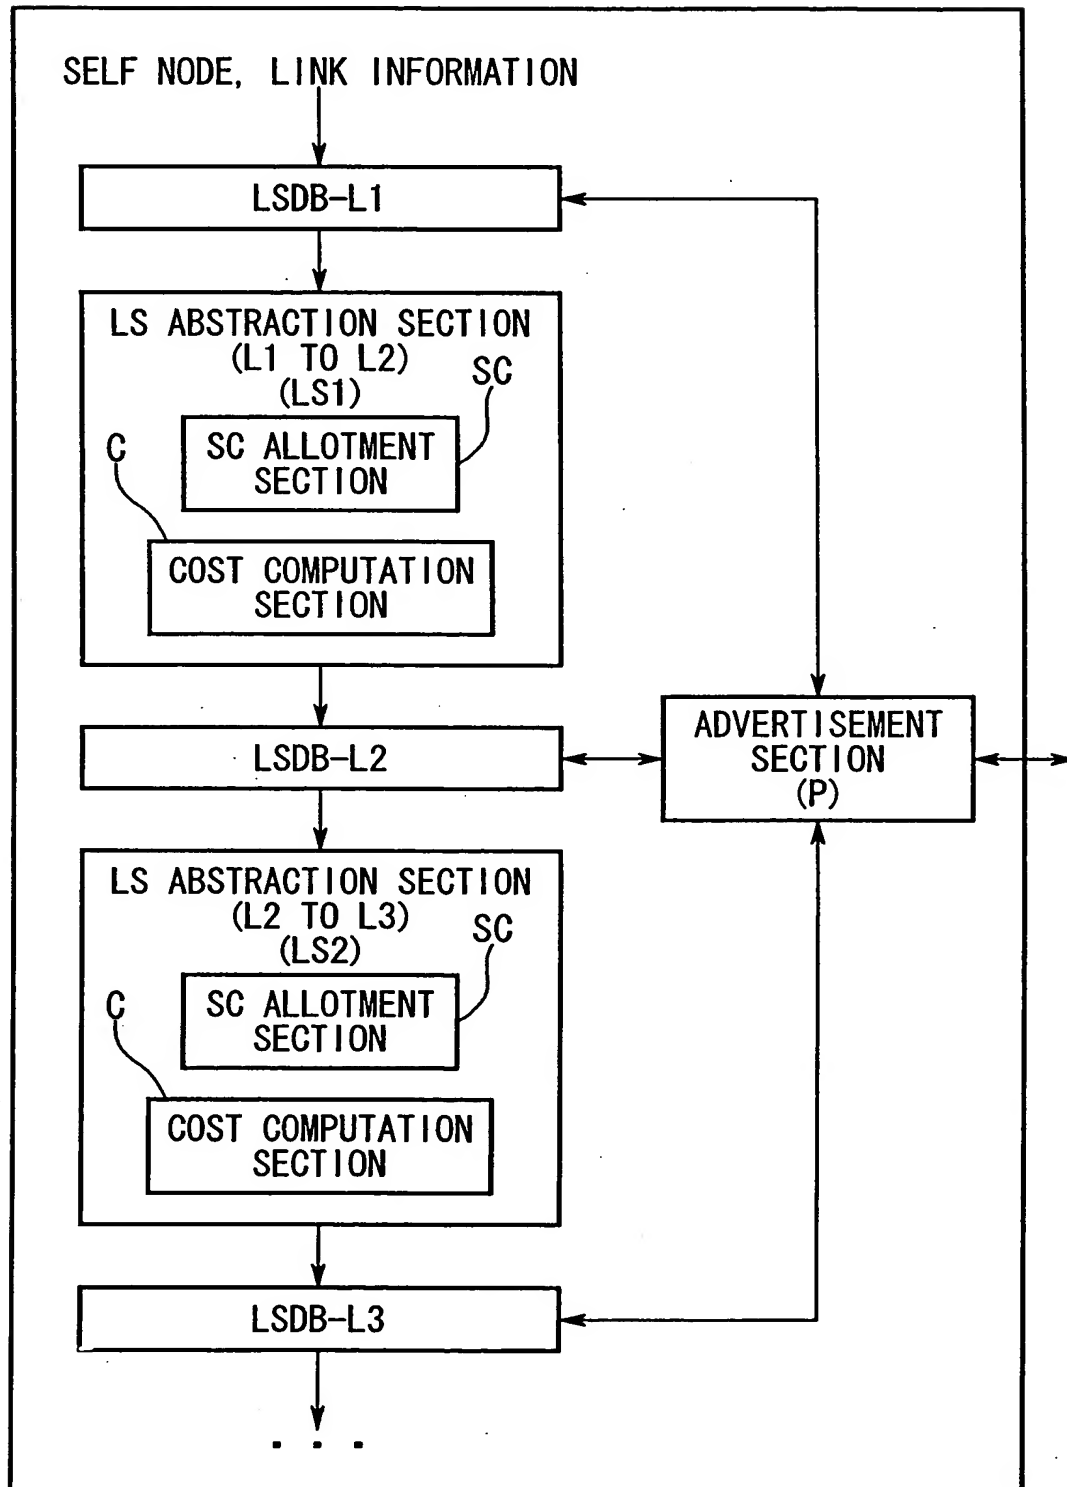 SELF NODE, LINK INFORMATION
LSDB-L1
LS ABSTRACTION SECTION
(L1 TO L2)
(LS1)
SC
SC ALLOTMENT
SECTION
C
COST COMPUTATION
SECTION
LSDB-L2
ADVERTISEMENT
SECTION
(P)
LS ABSTRACTION SECTION
(L2 TO L3)
(LS2)
SC
SC ALLOTMENT
SECTION
C
COST COMPUTATION
SECTION
LSDB-L3
. . .